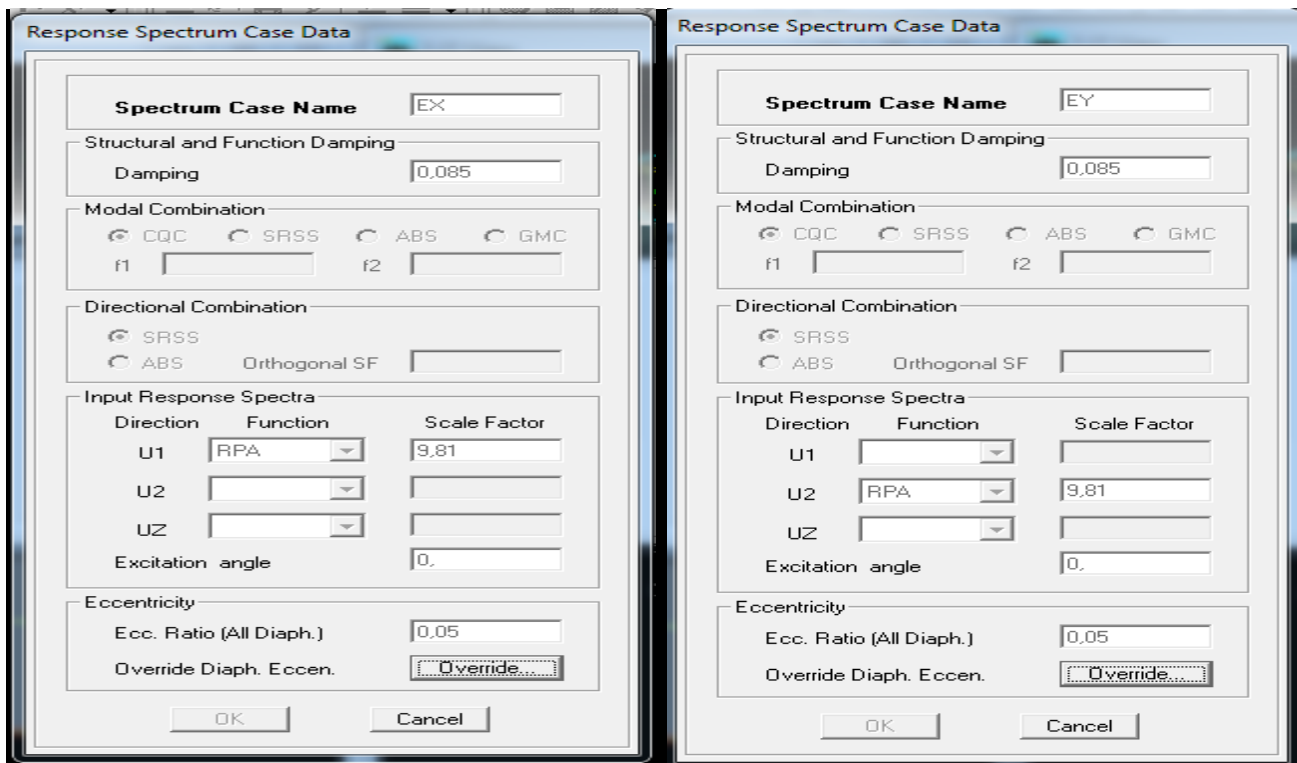 Response Spectrum Case Data
Spectrum Case Name EX
Structural and Function Damping
Damping 0,085
Modal Combination
CQC SRSS ABS GMC
f1 f2
Directional Combination
SRSS
ABS Orthogonal SF
Input Response Spectra
Direction Function Scale Factor
U1 RPA 9,81
U2
UZ
Excitation angle 0,
Eccentricity
Ecc. Ratio (All Diaph.) 0,05
Override Diaph. Eccen. Override...
OK Cancel
Response Spectrum Case Data
Spectrum Case Name EY
Structural and Function Damping
Damping 0,085
Modal Combination
CQC SRSS ABS GMC
f1 f2
Directional Combination
SRSS
ABS Orthogonal SF
Input Response Spectra
Direction Function Scale Factor
U1
U2 RPA 9,81
UZ
Excitation angle 0,
Eccentricity
Ecc. Ratio (All Diaph.) 0,05
Override Diaph. Eccen. Override...
OK Cancel